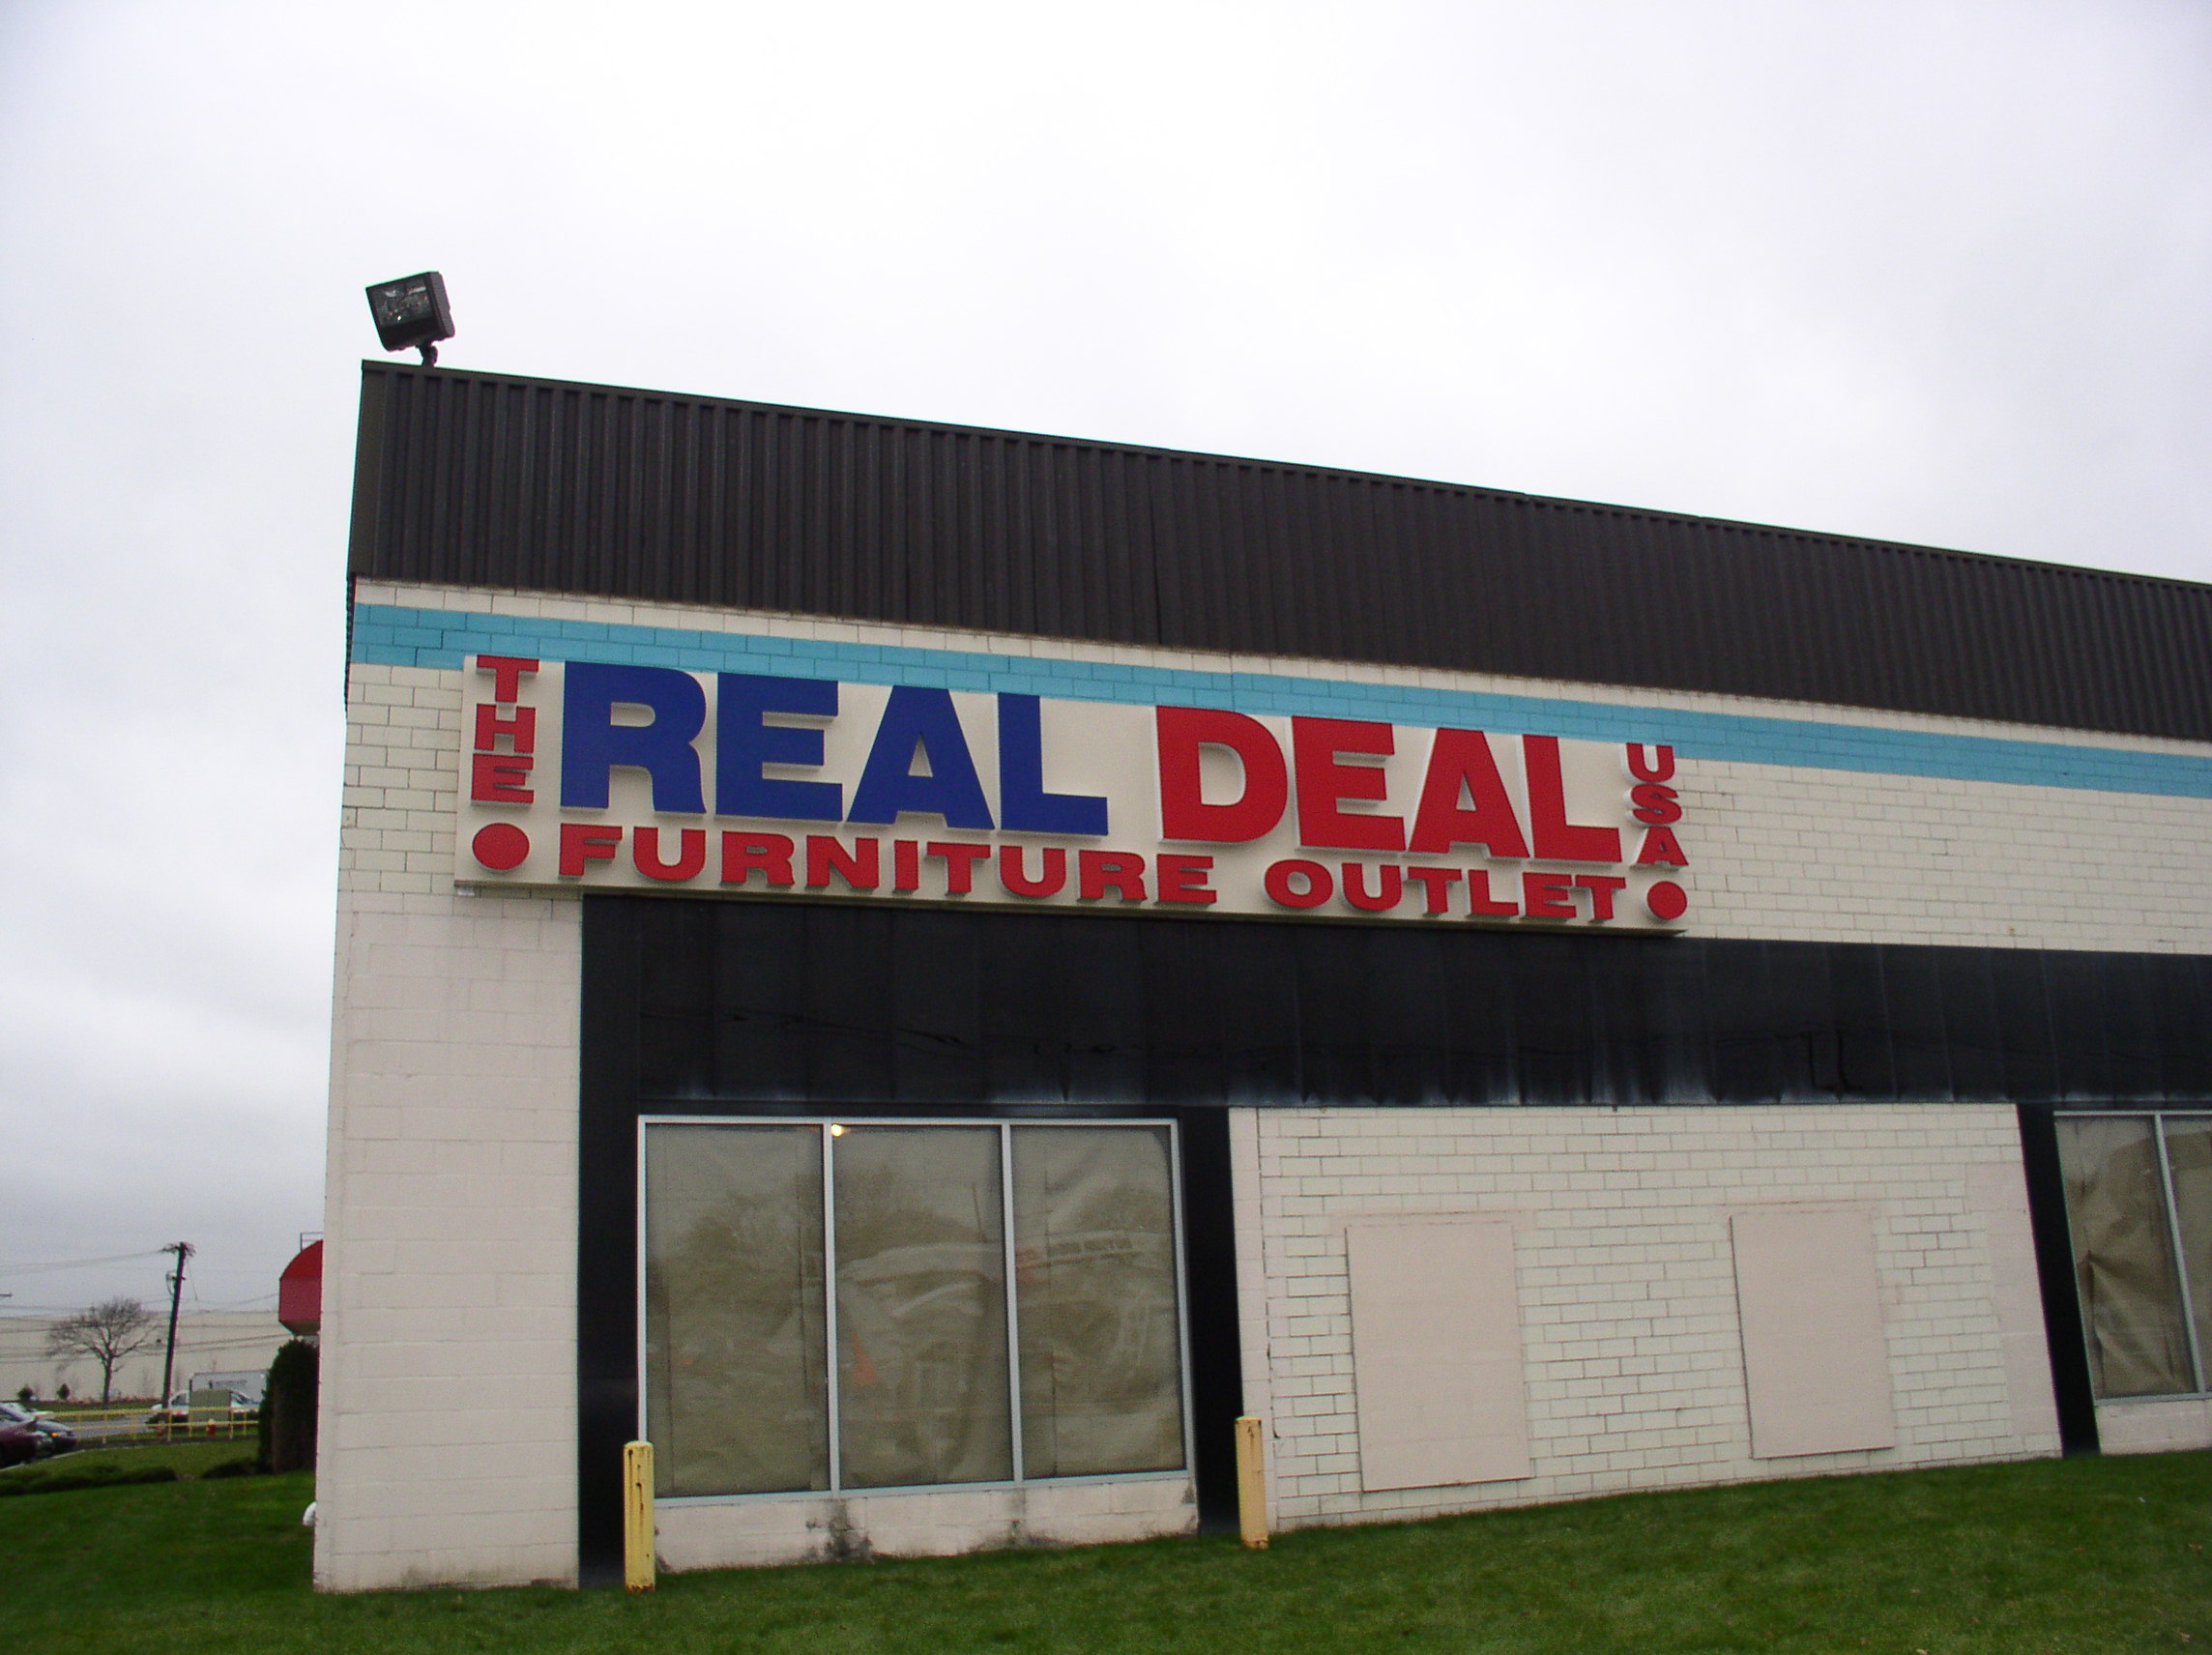 THE REAL DEAL USA
• FURNITURE OUTLET •